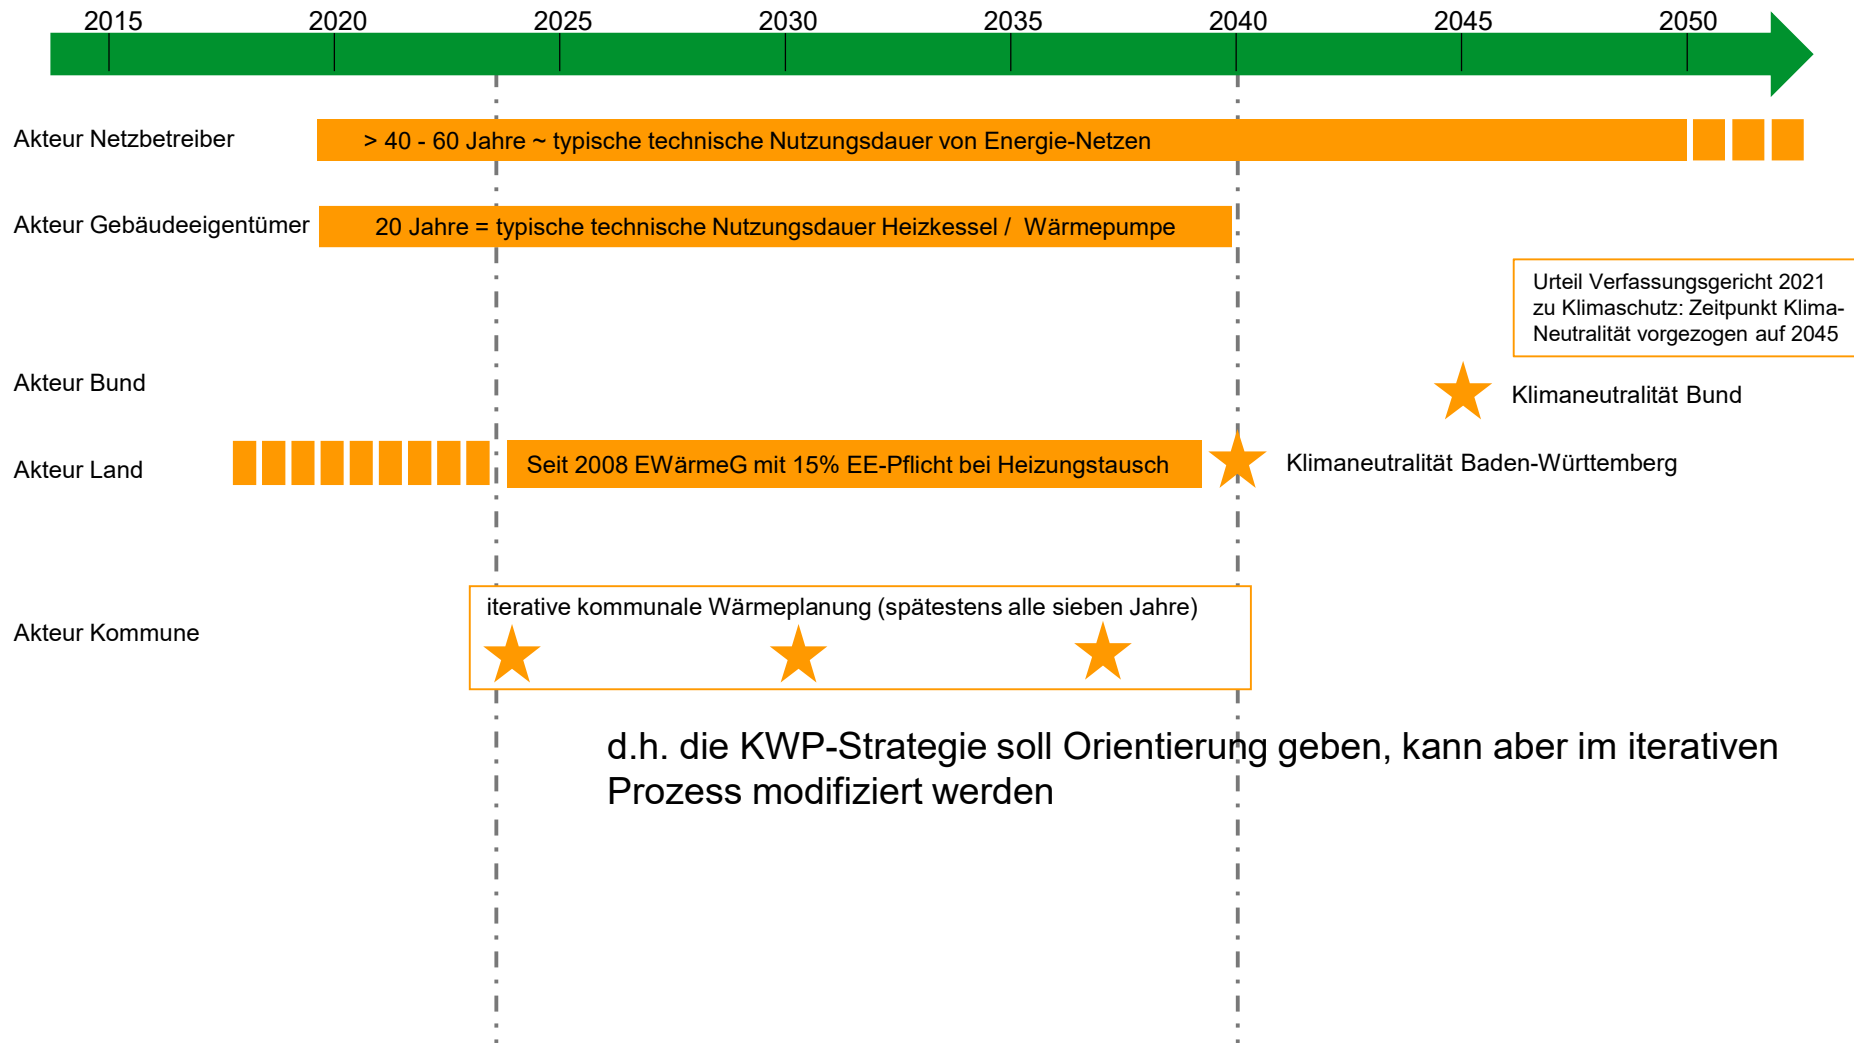 2015 2020 2025 2030 2035 2040 2045 2050
Akteur Netzbetreiber
> 40 - 60 Jahre ~ typische technische Nutzungsdauer von Energie-Netzen
Akteur Gebäudeeigentümer
20 Jahre = typische technische Nutzungsdauer Heizkessel / Wärmepumpe
Urteil Verfassungsgericht 2021
zu Klimaschutz: Zeitpunkt Klima-
Neutralität vorgezogen auf 2045
Akteur Bund
Klimaneutralität Bund
Akteur Land
Seit 2008 EWärmeG mit 15% EE-Pflicht bei Heizungstausch
Klimaneutralität Baden-Württemberg
iterative kommunale Wärmeplanung (spätestens alle sieben Jahre)
Akteur Kommune
d.h. die KWP-Strategie soll Orientierung geben, kann aber im iterativen
Prozess modifiziert werden